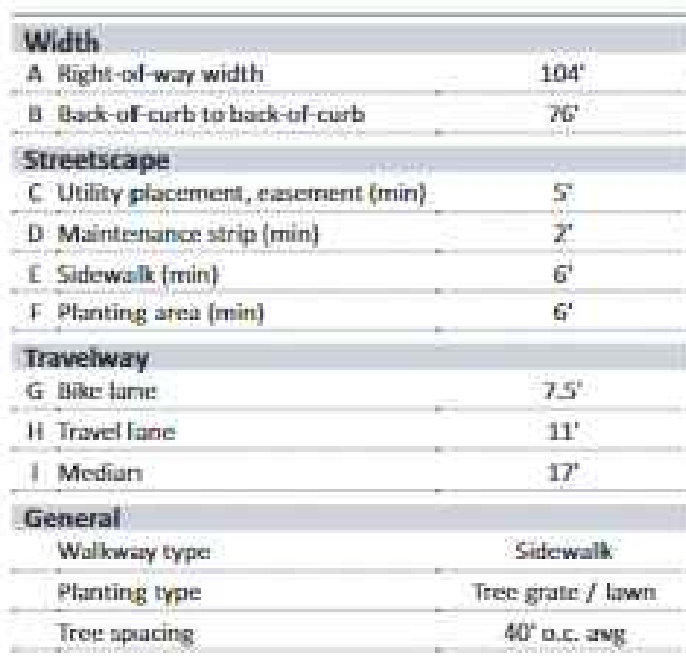 Width
A Right-of-way width 104'
B Back-of-curb to back-of-curb 76'
Streetscape
C Utility placement, easement (min) 5'
D Maintenance strip (min) 2'
E Sidewalk (min) 6'
F Planting area (min) 6'
Travelway
G Bike lane 7.5'
H Travel lane 11'
I Median 17'
General
Walkway type Sidewalk
Planting type Tree grate / lawn
Tree spacing 40' o.c. avg